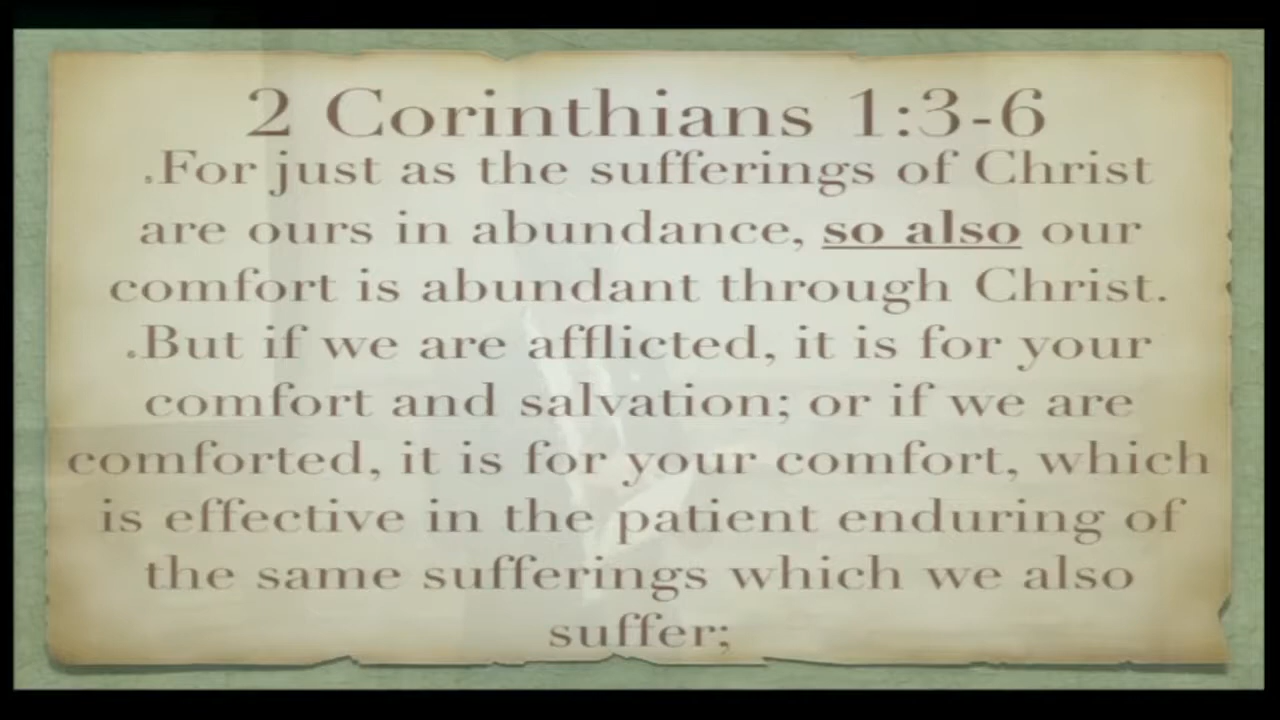 2 Corinthians 1:3-6
.For just as the sufferings of Christ
are ours in abundance, so also our
comfort is abundant through Christ.
.But if we are afflicted, it is for your
comfort and salvation; or if we are
comforted, it is for your comfort, which
is effective in the patient enduring of
the same sufferings which we also
suffer;